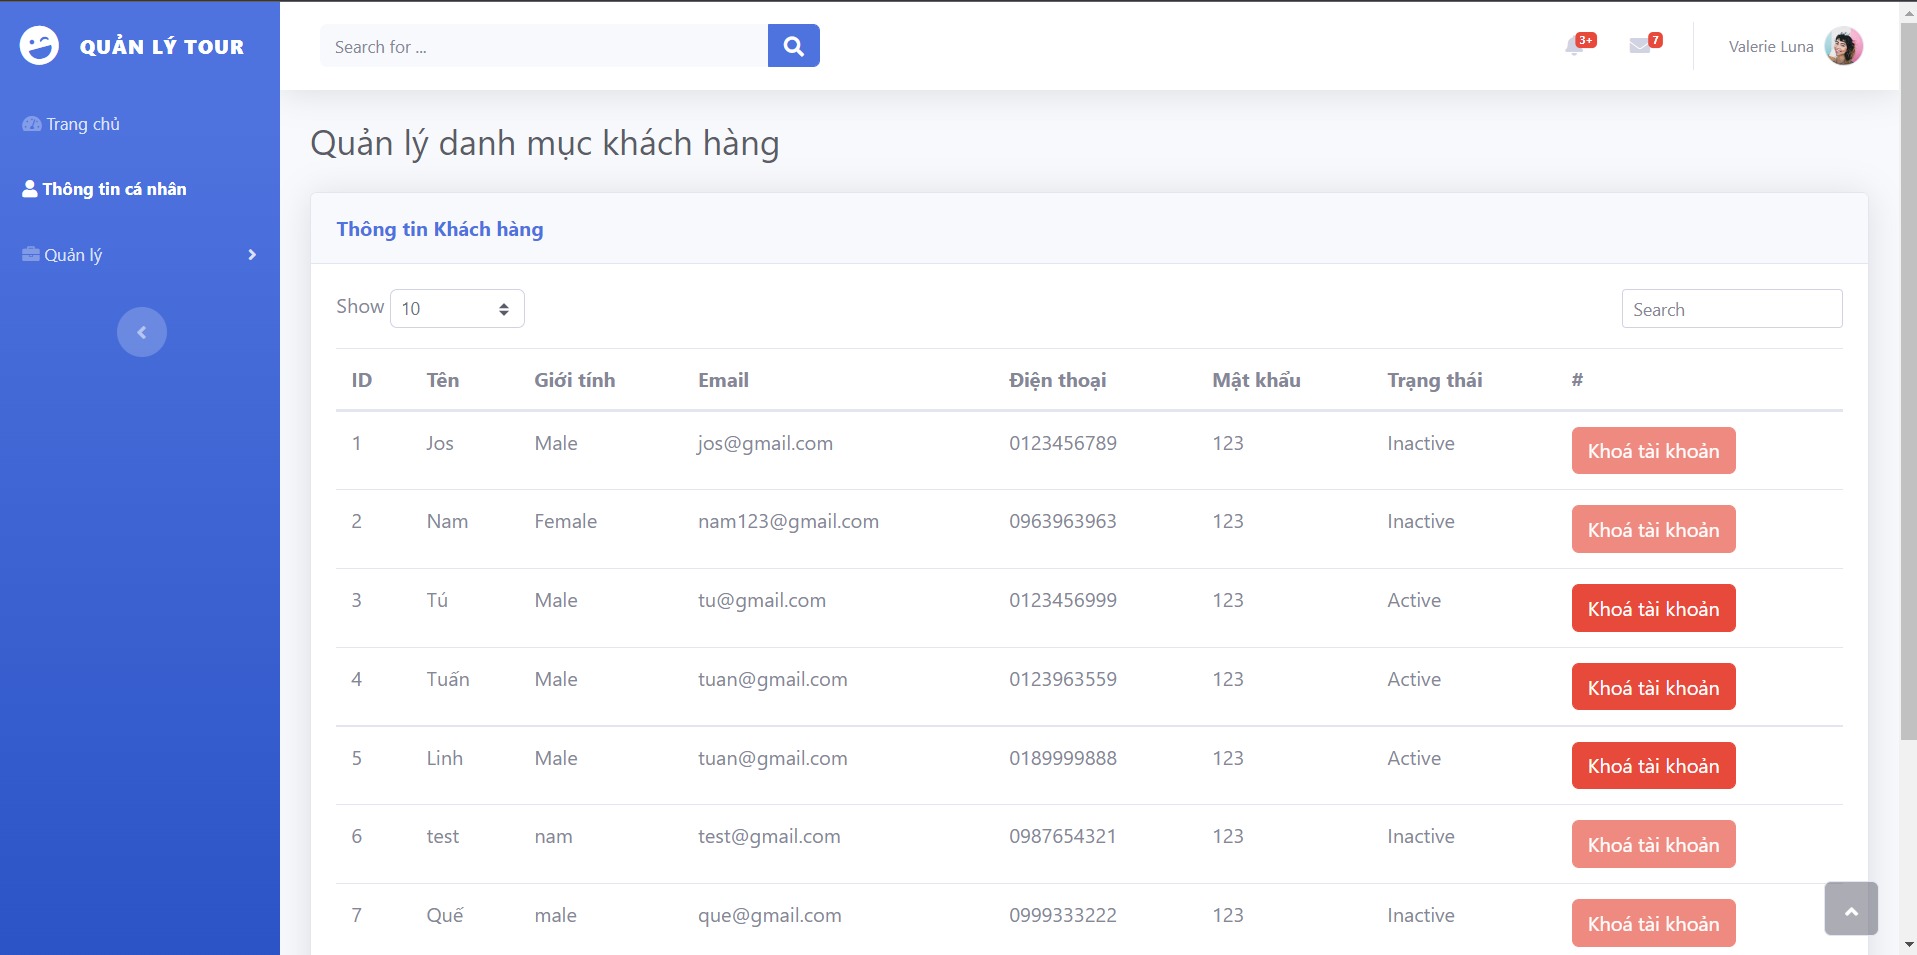 QUẢN LÝ TOUR
Search for ...
3+
7
Valerie Luna
Trang chủ
Thông tin cá nhân
Quản lý
Quản lý danh mục khách hàng
Thông tin Khách hàng
Show 10
Search
ID Tên Giới tính Email Điện thoại Mật khẩu Trạng thái #
1 Jos Male jos@gmail.com 0123456789 123 Inactive Khoá tài khoản
2 Nam Female nam123@gmail.com 0963963963 123 Inactive Khoá tài khoản
3 Tú Male tu@gmail.com 0123456999 123 Active Khoá tài khoản
4 Tuấn Male tuan@gmail.com 0123963559 123 Active Khoá tài khoản
5 Linh Male tuan@gmail.com 0189999888 123 Active Khoá tài khoản
6 test nam test@gmail.com 0987654321 123 Inactive Khoá tài khoản
7 Quế male que@gmail.com 0999333222 123 Inactive Khoá tài khoản